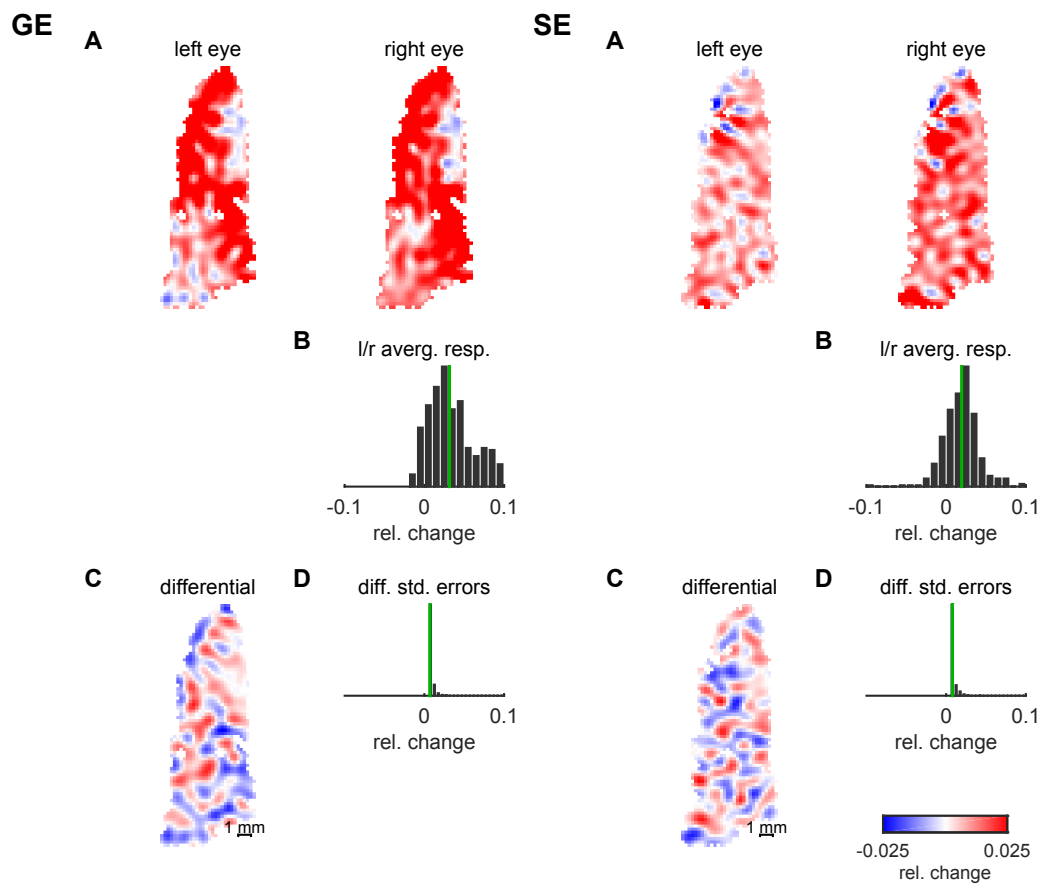 GE
A
left eye
right eye
B
l/r averg. resp.
-0.1
0
0.1
rel. change
C
differential
1 mm
D
diff. std. errors
0
0.1
rel. change
SE
A
left eye
right eye
B
l/r averg. resp.
-0.1
0
0.1
rel. change
C
differential
1 mm
D
diff. std. errors
0
0.1
rel. change
-0.025
0.025
rel. change